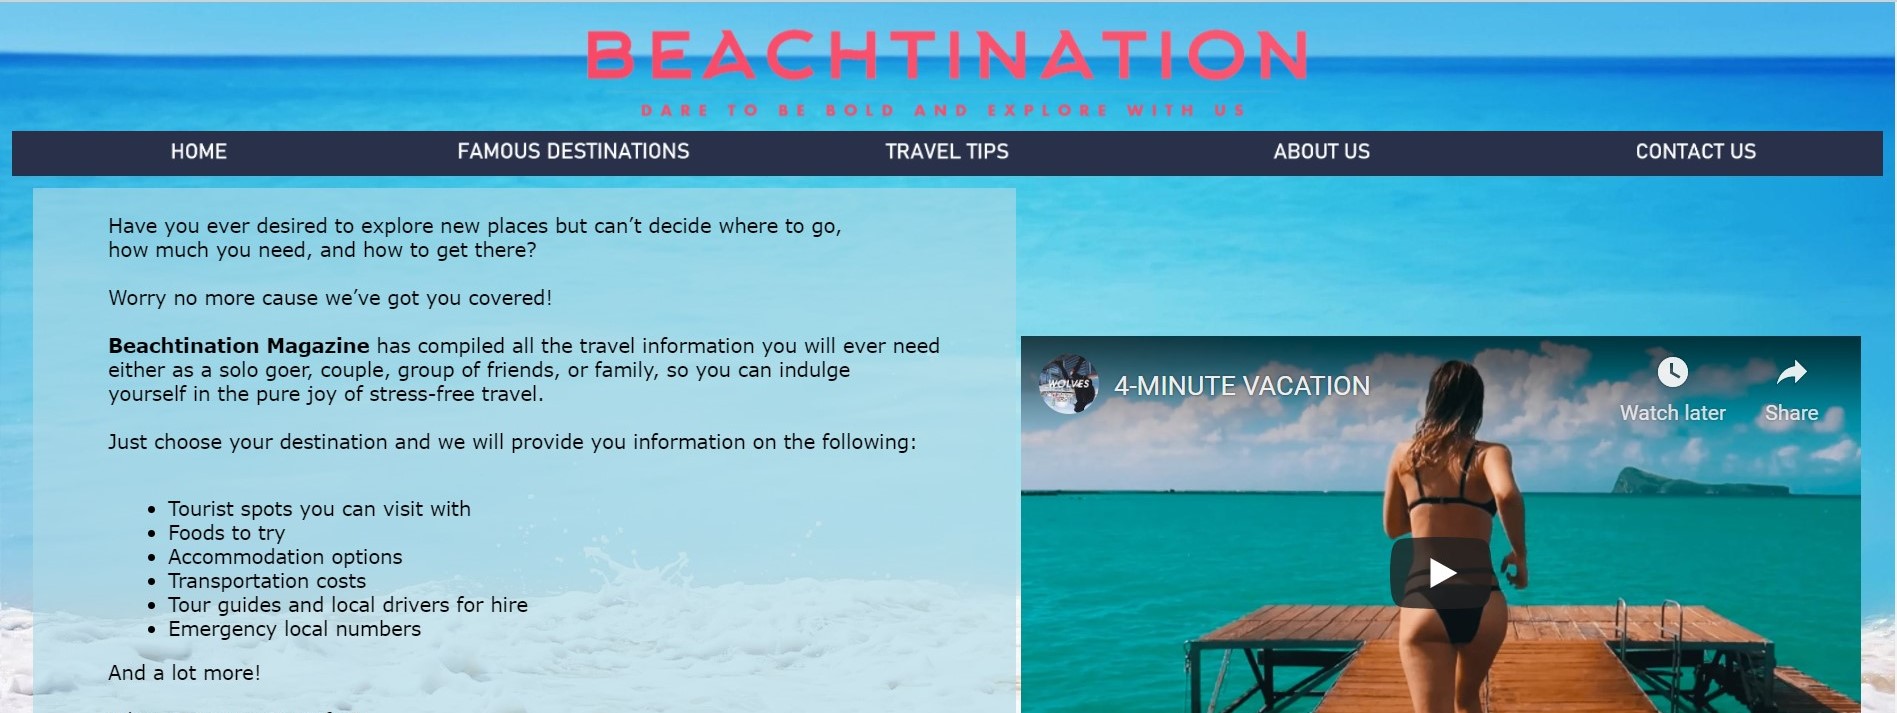 BEACHTINATION
DARE TO BE BOLD AND EXPLORE WITH US
HOME FAMOUS DESTINATIONS TRAVEL TIPS ABOUT US CONTACT US
Have you ever desired to explore new places but can’t decide where to go,
how much you need, and how to get there?
Worry no more cause we’ve got you covered!
Beachtination Magazine has compiled all the travel information you will ever need
either as a solo goer, couple, group of friends, or family, so you can indulge
yourself in the pure joy of stress-free travel.
Just choose your destination and we will provide you information on the following:
• Tourist spots you can visit with
• Foods to try
• Accommodation options
• Transportation costs
• Tour guides and local drivers for hire
• Emergency local numbers
And a lot more!
WOLVES
4-MINUTE VACATION
Watch later
Share